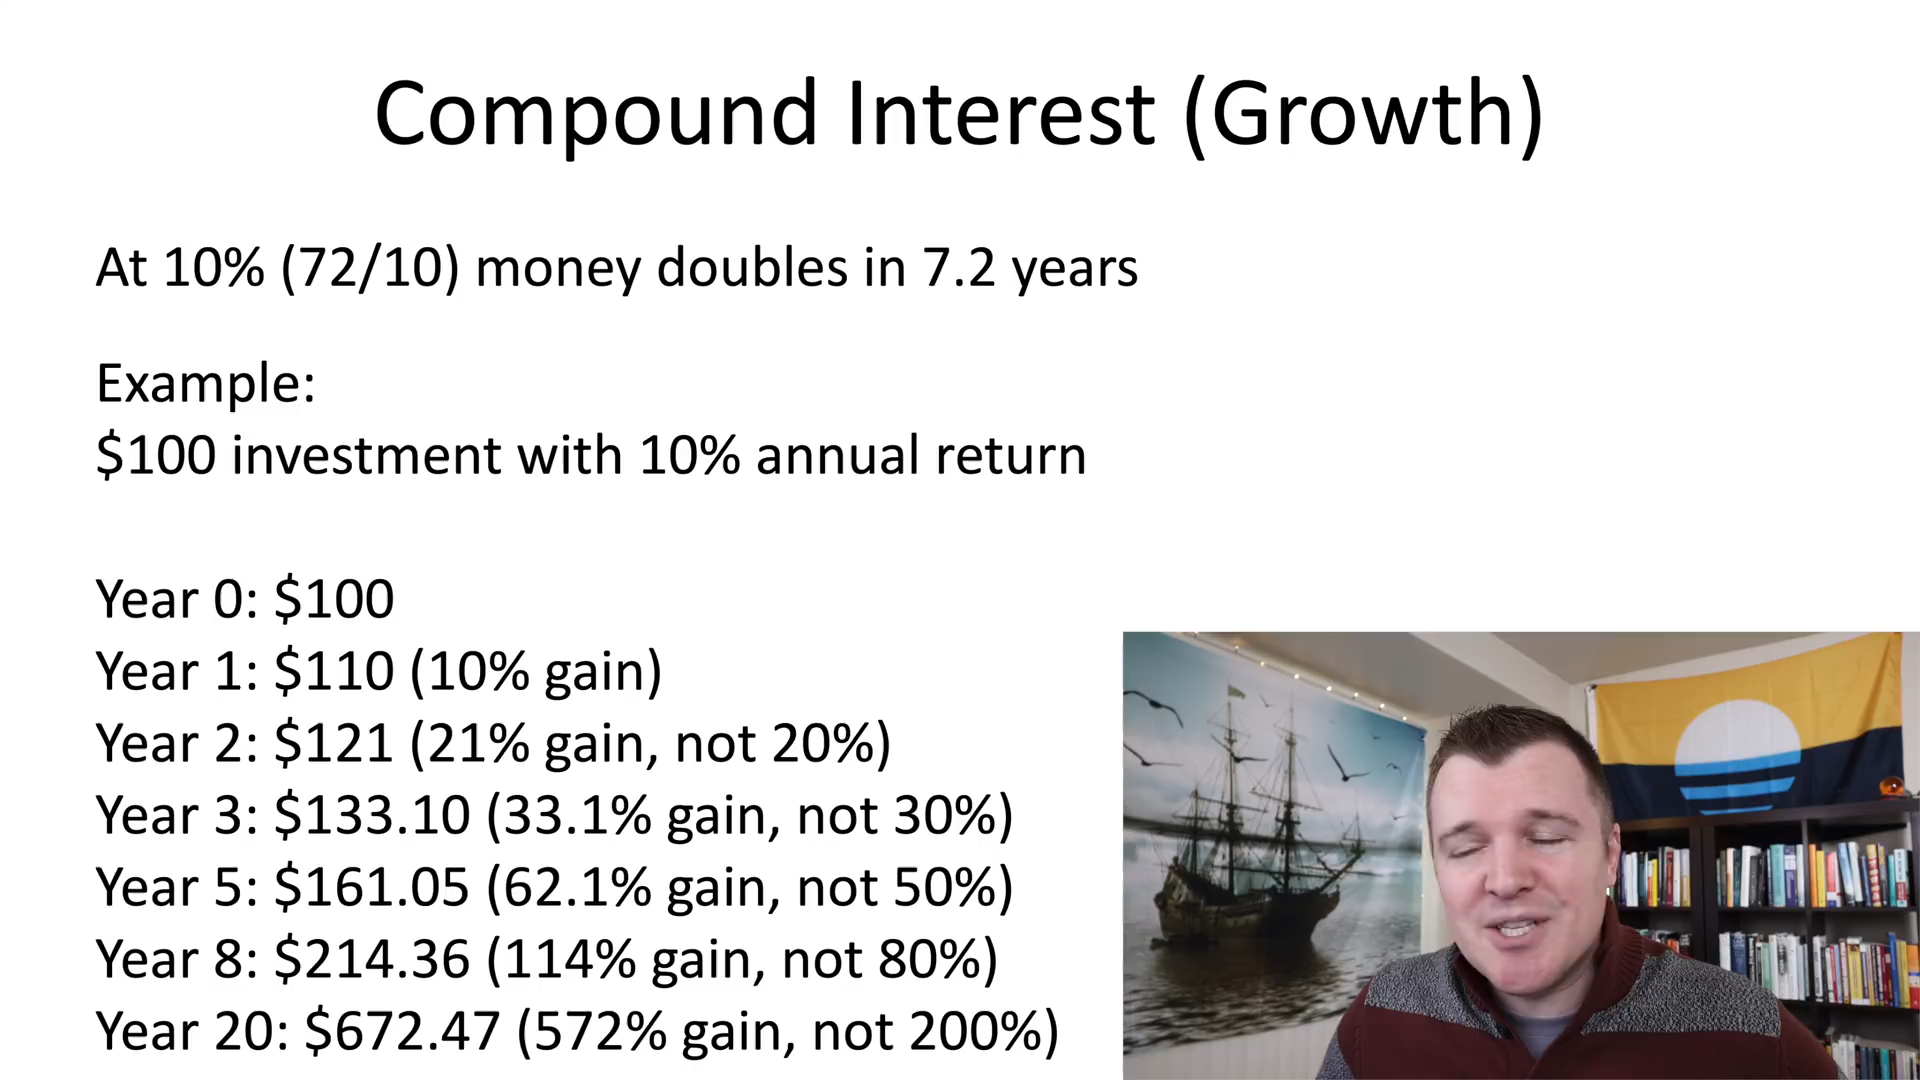 Compound Interest (Growth)
At 10% (72/10) money doubles in 7.2 years
Example:
$100 investment with 10% annual return
Year 0: $100
Year 1: $110 (10% gain)
Year 2: $121 (21% gain, not 20%)
Year 3: $133.10 (33.1% gain, not 30%)
Year 5: $161.05 (62.1% gain, not 50%)
Year 8: $214.36 (114% gain, not 80%)
Year 20: $672.47 (572% gain, not 200%)